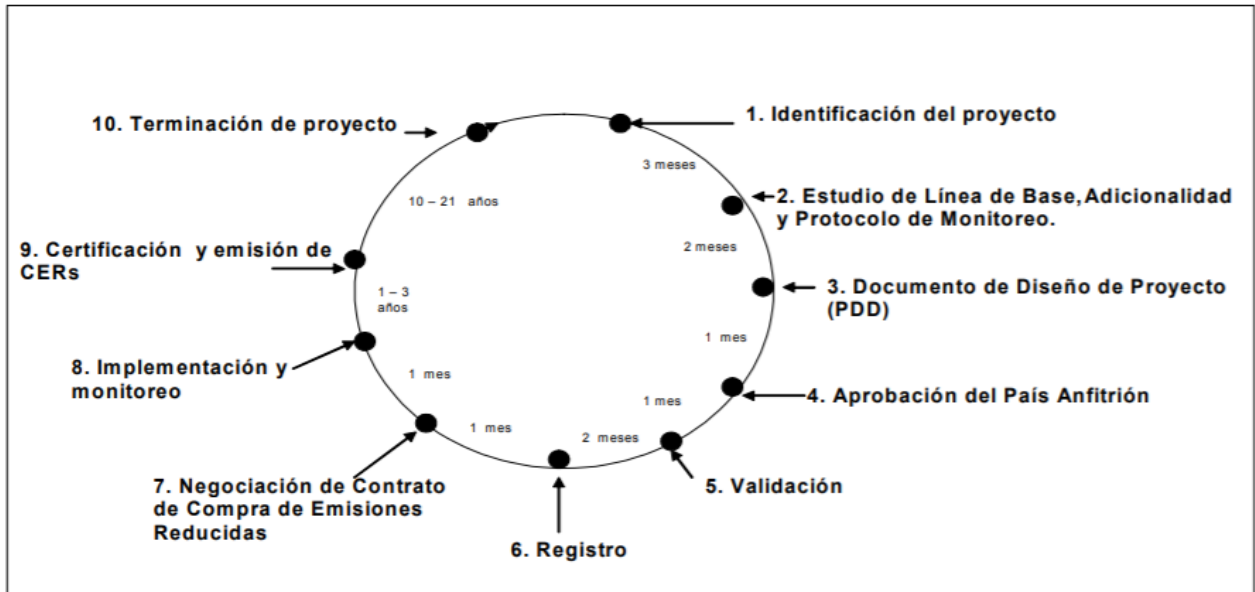 1. Identificación del proyecto
3 meses
2. Estudio de Línea de Base, Adicionalidad
y Protocolo de Monitoreo.
2 meses
3. Documento de Diseño de Proyecto
(PDD)
1 mes
4. Aprobación del País Anfitrión
1 mes
5. Validación
2 meses
6. Registro
1 mes
7. Negociación de Contrato
de Compra de Emisiones
Reducidas
1 mes
8. Implementación y
monitoreo
1 – 3
años
9. Certificación y emisión de
CERs
10 – 21 años
10. Terminación de proyecto